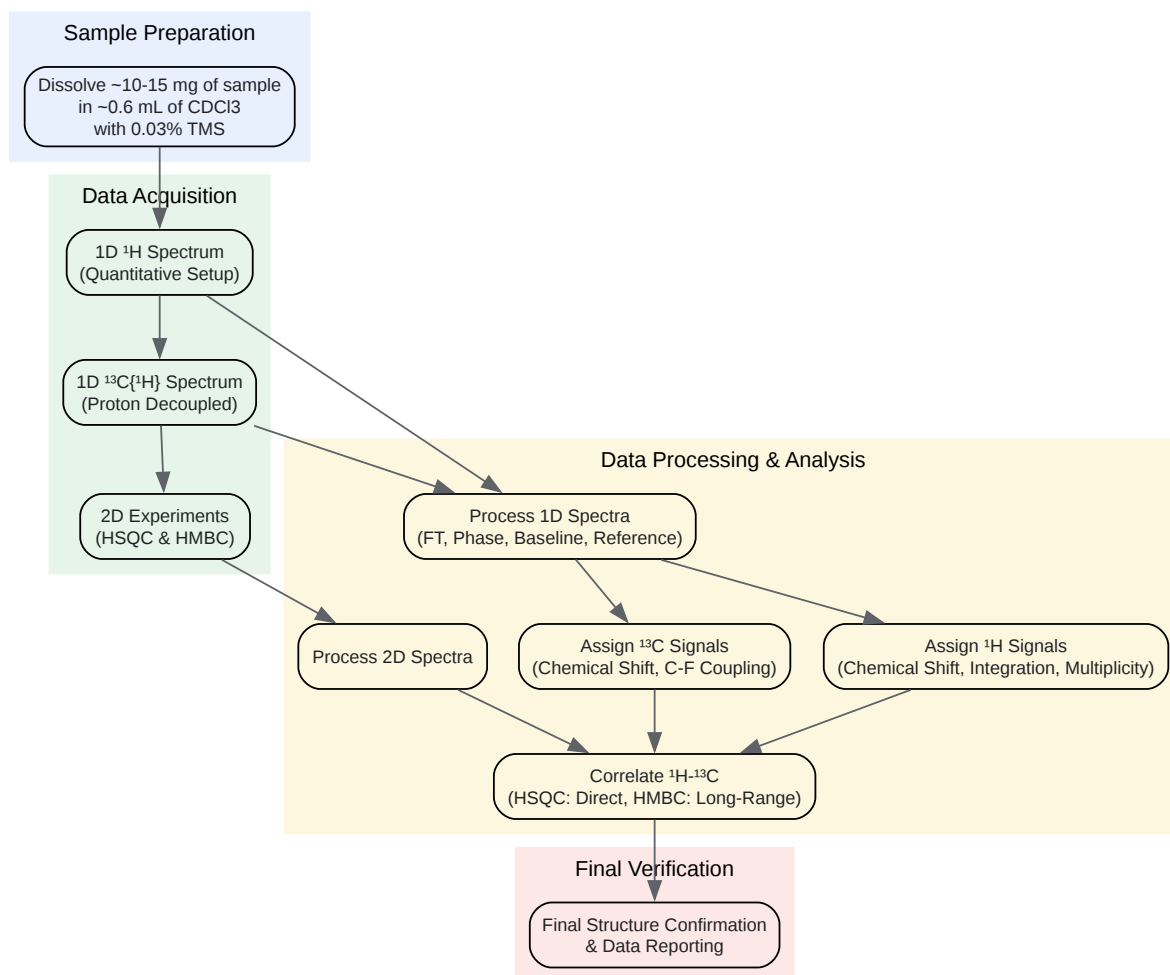 Sample Preparation
Dissolve ~10-15 mg of sample
in ~0.6 mL of CDCl3
with 0.03% TMS
Data Acquisition
1D ¹H Spectrum
(Quantitative Setup)
1D ¹³C{¹H} Spectrum
(Proton Decoupled)
2D Experiments
(HSQC & HMBC)
Data Processing & Analysis
Process 1D Spectra
(FT, Phase, Baseline, Reference)
Process 2D Spectra
Assign ¹³C Signals
(Chemical Shift, C-F Coupling)
Assign ¹H Signals
(Chemical Shift, Integration, Multiplicity)
Correlate ¹H-¹³C
(HSQC: Direct, HMBC: Long-Range)
Final Verification
Final Structure Confirmation
& Data Reporting